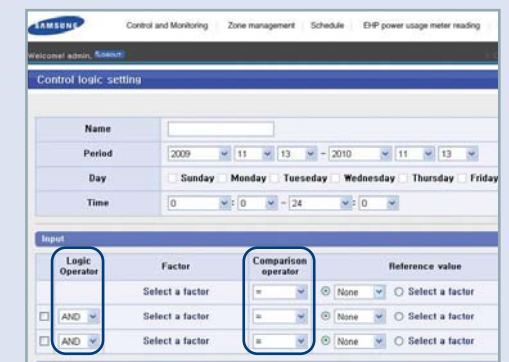 SAMSUNG Control and Monitoring Zone management Schedule EHP power usage meter reading
Welcome! admin, LOGOUT
Control logic setting
Name
Period 2009 11 13 ~ 2010 11 13
Day Sunday Monday Tueseday Wednesday Thursday Friday
Time 0 : 0 ~ 24 : 0
Input
Logic Operator Factor Comparison operator Reference value
Select a factor = None Select a factor
AND Select a factor = None Select a factor
AND Select a factor = None Select a factor